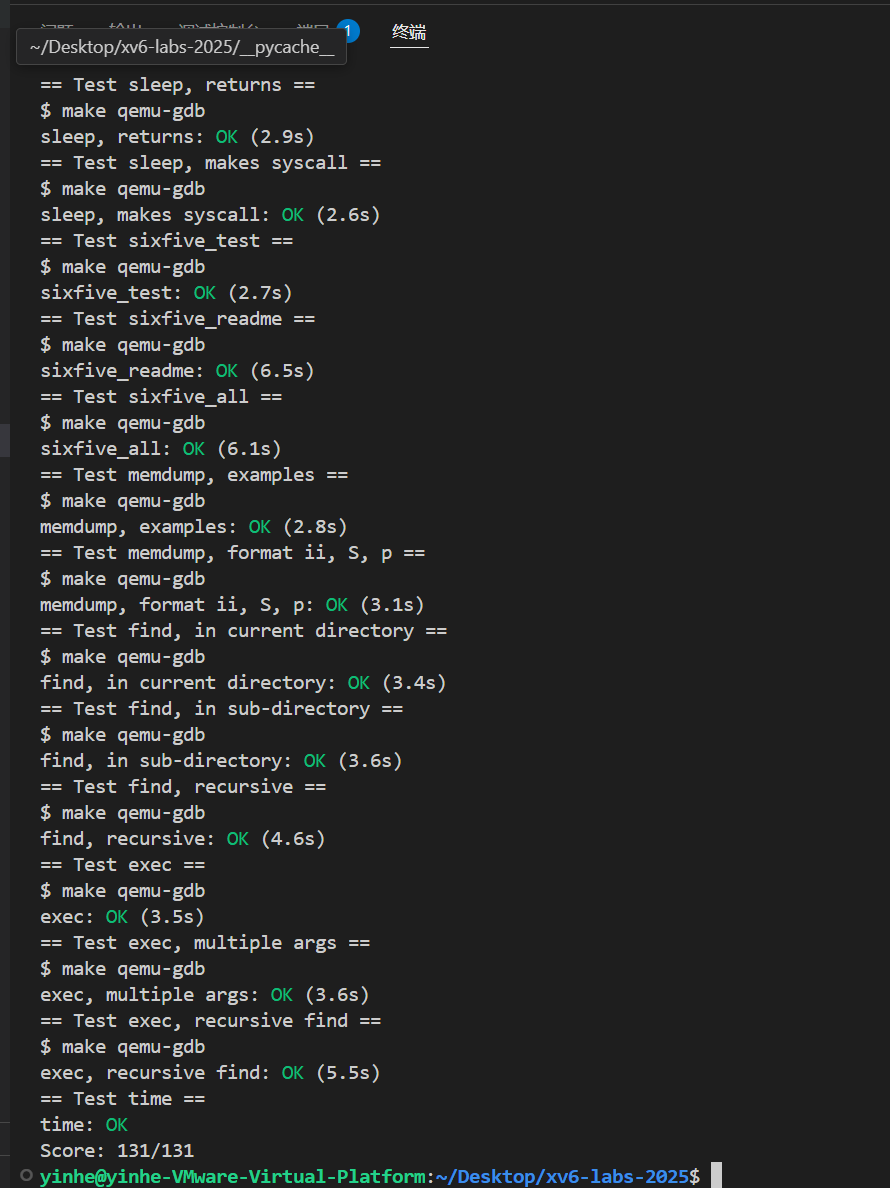 1
终端
~/Desktop/xv6-labs-2025/__pycache__
== Test sleep, returns ==
$ make qemu-gdb
sleep, returns: OK (2.9s)
== Test sleep, makes syscall ==
$ make qemu-gdb
sleep, makes syscall: OK (2.6s)
== Test sixfive_test ==
$ make qemu-gdb
sixfive_test: OK (2.7s)
== Test sixfive_readme ==
$ make qemu-gdb
sixfive_readme: OK (6.5s)
== Test sixfive_all ==
$ make qemu-gdb
sixfive_all: OK (6.1s)
== Test memdump, examples ==
$ make qemu-gdb
memdump, examples: OK (2.8s)
== Test memdump, format ii, S, p ==
$ make qemu-gdb
memdump, format ii, S, p: OK (3.1s)
== Test find, in current directory ==
$ make qemu-gdb
find, in current directory: OK (3.4s)
== Test find, in sub-directory ==
$ make qemu-gdb
find, in sub-directory: OK (3.6s)
== Test find, recursive ==
$ make qemu-gdb
find, recursive: OK (4.6s)
== Test exec ==
$ make qemu-gdb
exec: OK (3.5s)
== Test exec, multiple args ==
$ make qemu-gdb
exec, multiple args: OK (3.6s)
== Test exec, recursive find ==
$ make qemu-gdb
exec, recursive find: OK (5.5s)
== Test time ==
time: OK
Score: 131/131
yinhe@yinhe-VMware-Virtual-Platform:~/Desktop/xv6-labs-2025$